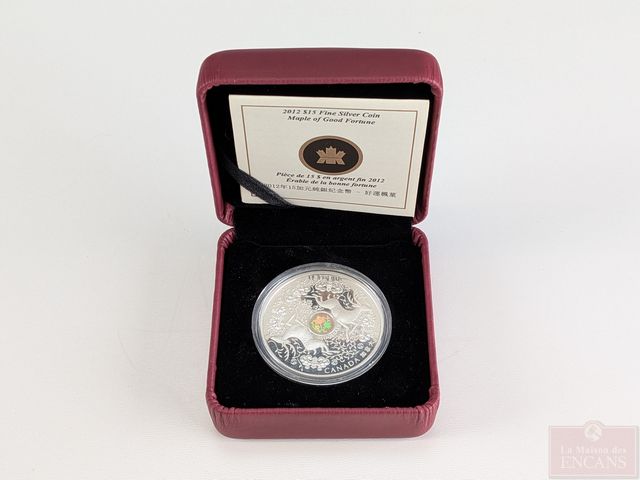 2012 $15 Fine Silver Coin
Maple of Good Fortune
Pièce de 15 $ en argent fin 2012
Érable de la bonne fortune
2012年15加元純銀紀念幣 – 好運楓葉
CANADA
La Maison des
ENCANS